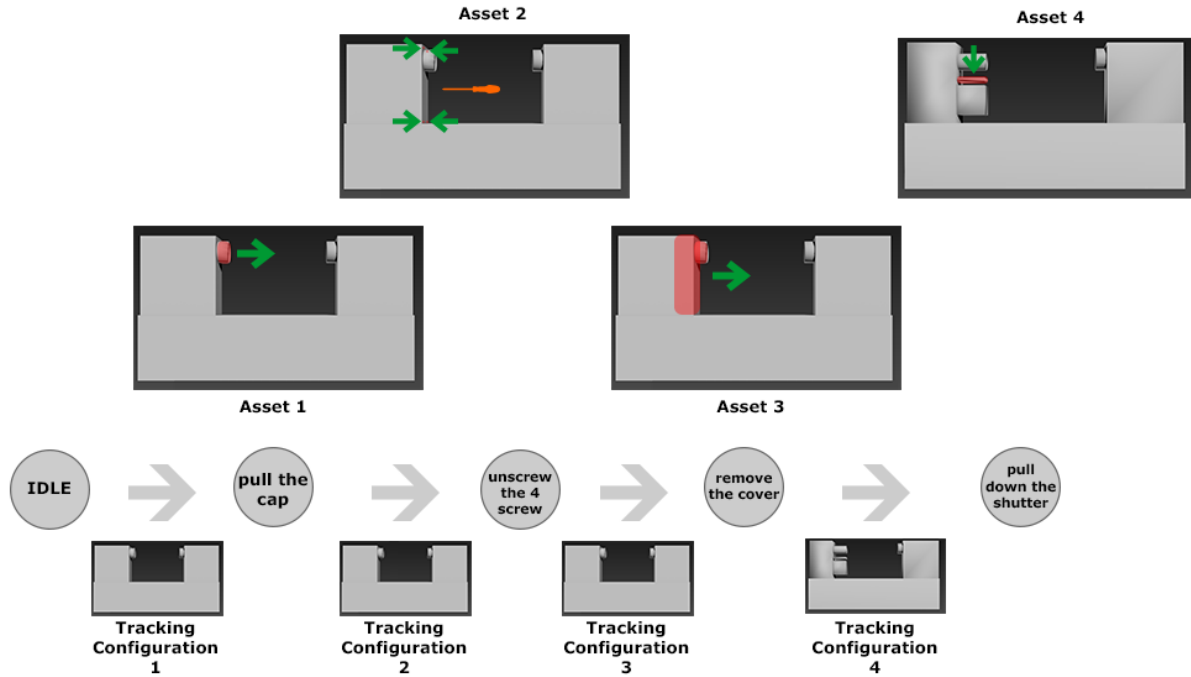 Asset 2
Asset 4
Asset 1
Asset 3
IDLE
pull the
cap
unscrew
the 4
screw
remove
the cover
pull
down the
shutter
Tracking
Configuration
1
Tracking
Configuration
2
Tracking
Configuration
3
Tracking
Configuration
4